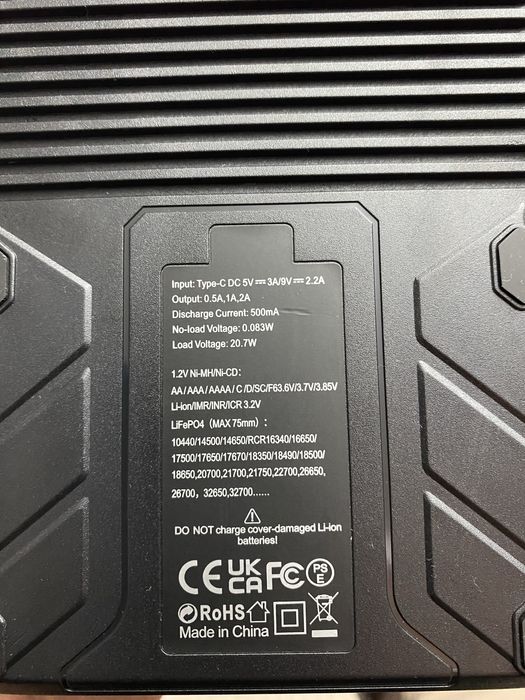 Input: Type-C DC 5V⎓3A/9V⎓2.2A
Output: 0.5A,1A,2A
Discharge Current: 500mA
No-load Voltage: 0.083W
Load Voltage: 20.7W
1.2V Ni-MH/Ni-CD:
AA/AAA/AAAA/C/D/SC/F63.6V/3.7V/3.85V
Li-ion/IMR/INR/ICR 3.2V
LiFePO4（MAX 75mm）：
10440/14500/14650/RCR16340/16650/
17500/17650/17670/18350/18490/18500/
18650,20700,21700,21750,22700,26650,
26700，32650,32700......
DO NOT charge cover-damaged Li-lon
batteries!
CE UK CA FC PS E
RoHS
Made in China